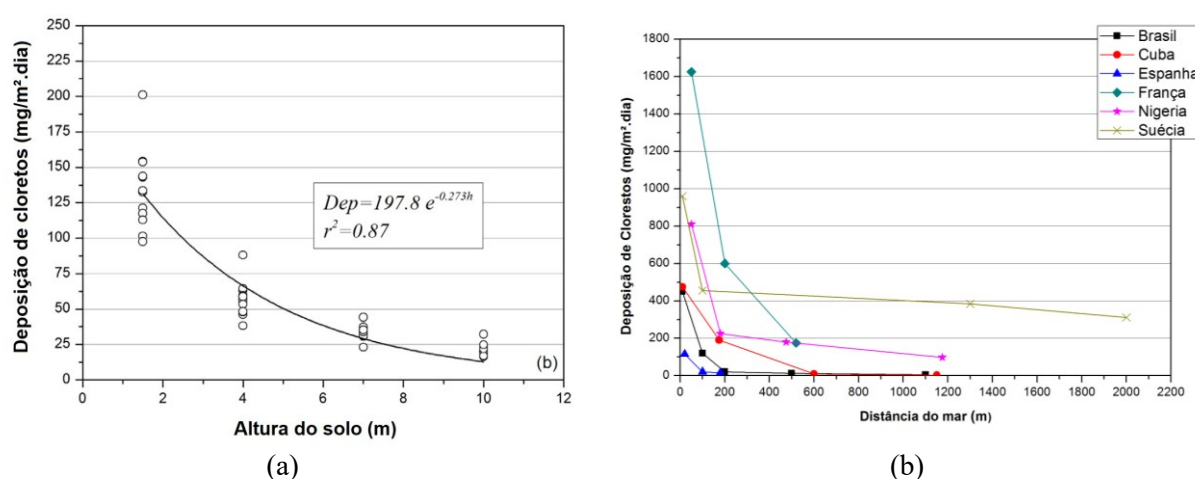 Deposição de cloretos (mg/m².dia)
250
225
200
175
150
125
100
75
50
25
0
0 2 4 6 8 10 12
Altura do solo (m)
Dep=197.8 e^-0.273h
r²=0.87
(b)
(a)
Deposição de Clorestos (mg/m².dia)
1800
1600
1400
1200
1000
800
600
400
200
0
0 200 400 600 800 1000 1200 1400 1600 1800 2000 2200
Distância do mar (m)
Brasil
Cuba
Espanha
França
Nigeria
Suécia
(b)